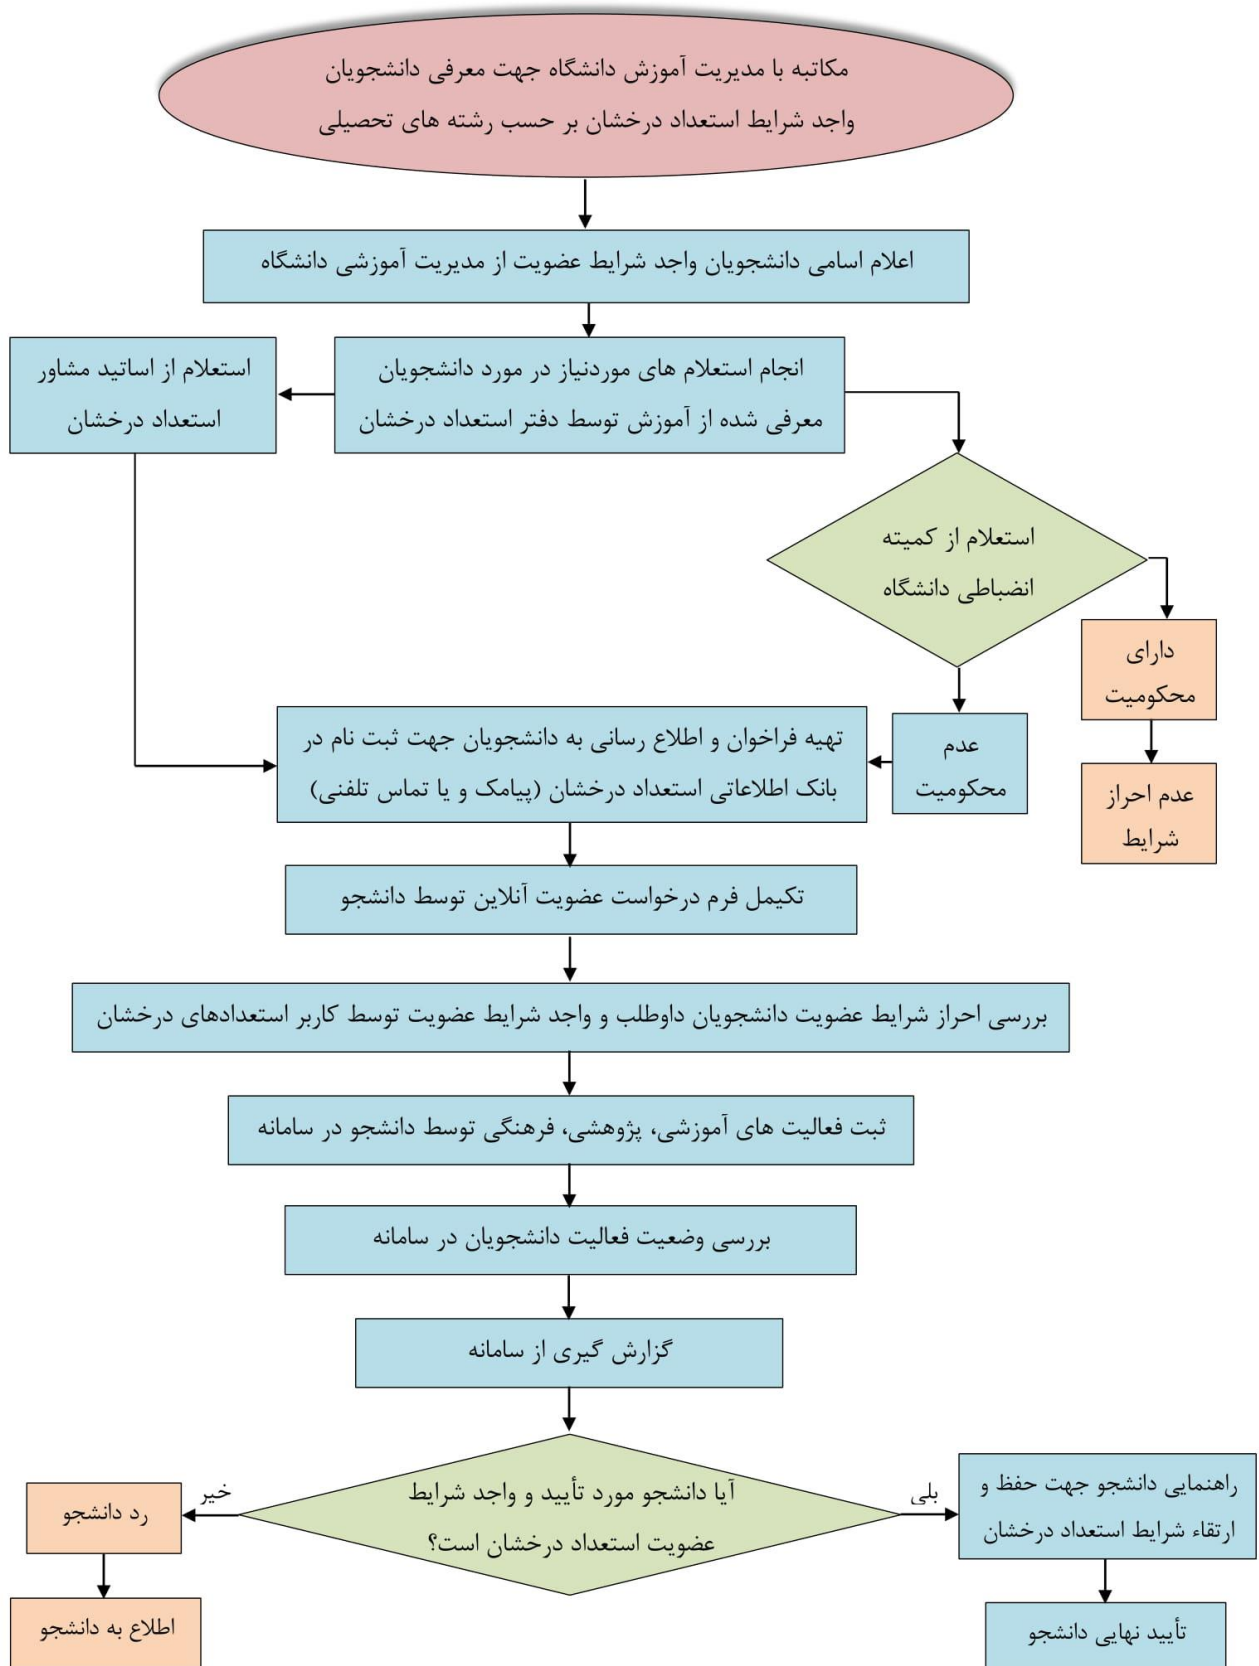 مکاتبه با مدیریت آموزش دانشگاه جهت معرفی دانشجویان
واجد شرایط استعداد درخشان بر حسب رشته های تحصیلی
اعلام اسامی دانشجویان واجد شرایط عضویت از مدیریت آموزشی دانشگاه
انجام استعلام های موردنیاز در مورد دانشجویان
معرفی شده از آموزش توسط دفتر استعداد درخشان
استعلام از اساتید مشاور
استعداد درخشان
استعلام از کمیته
انضباطی دانشگاه
دارای
محکومیت
عدم احراز
شرایط
عدم
محکومیت
تهیه فراخوان و اطلاع رسانی به دانشجویان جهت ثبت نام در
بانک اطلاعاتی استعداد درخشان (پیامک و یا تماس تلفنی)
تکیمل فرم درخواست عضویت آنلاین توسط دانشجو
بررسی احراز شرایط عضویت دانشجویان داوطلب و واجد شرایط عضویت توسط کاربر استعدادهای درخشان
ثبت فعالیت های آموزشی، پژوهشی، فرهنگی توسط دانشجو در سامانه
بررسی وضعیت فعالیت دانشجویان در سامانه
گزارش گیری از سامانه
آیا دانشجو مورد تأیید و واجد شرایط
عضویت استعداد درخشان است؟
بلی
راهنمایی دانشجو جهت حفظ و
ارتقاء شرایط استعداد درخشان
تأیید نهایی دانشجو
خیر
رد دانشجو
اطلاع به دانشجو